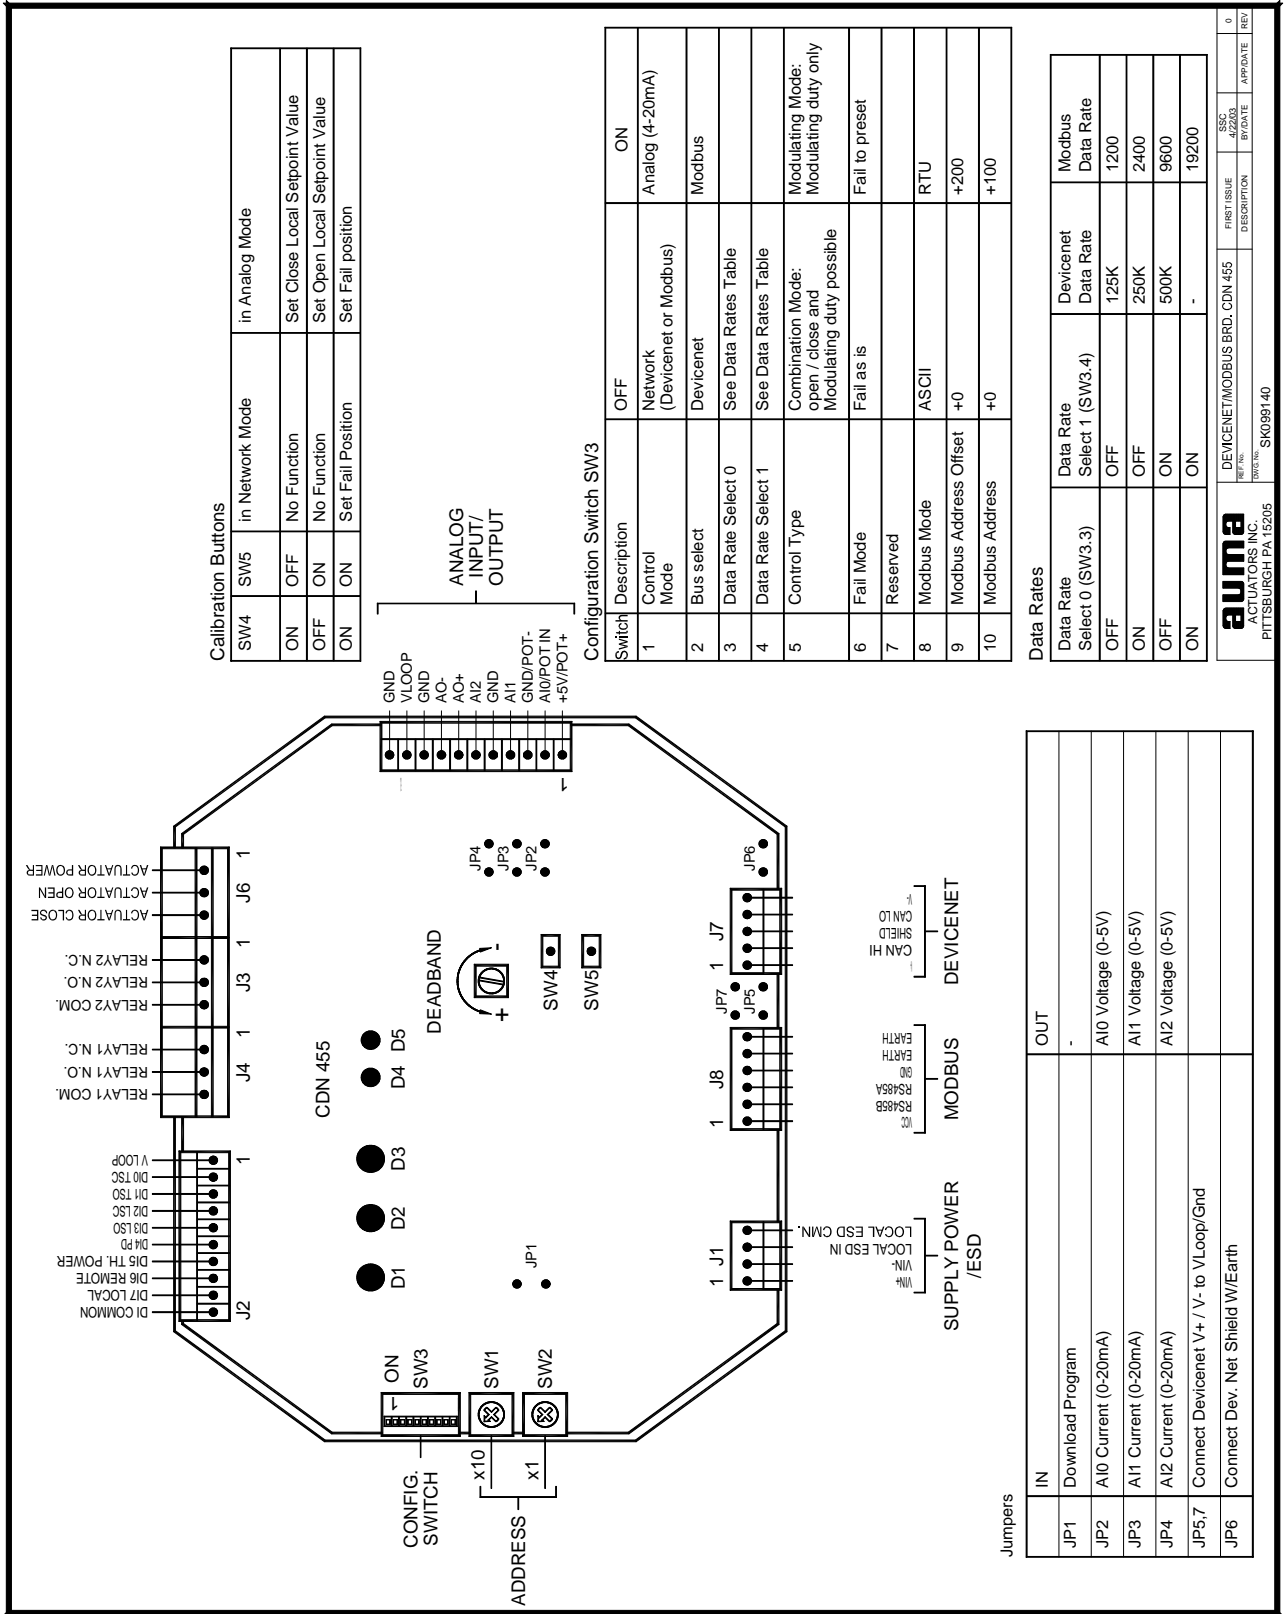 ACTUATOR POWER
ACTUATOR OPEN
ACTUATOR CLOSE
RELAY2 N.C.
RELAY2 N.O.
RELAY2 COM.
RELAY1 N.C.
RELAY1 N.O.
RELAY1 COM.
1
J6
1
J3
1
J4
V LOOP
DI0 TSC
DI1 TSO
DI2 LSC
DI3 LSO
DI4 PD
DI5 TH. POWER
DI6 REMOTE
DI7 LOCAL
DI COMMON
1
J2
CDN 455
DEADBAND
+
-
D1
D2
D3
D4
D5
SW4
SW5
JP4
JP3
JP2
JP6
JP7
JP5
JP1
CONFIG.
SWITCH
1
ON
SW3
x10
SW1
x1
SW2
ADDRESS
GND
VLOOP
GND
AO-
AO+
AI2
GND
AI1
GND/POT-
AI0/POT IN
+5V/POT+
1
ANALOG
INPUT/
OUTPUT
1
J1
VIN+
VIN-
LOCAL ESD IN
LOCAL ESD CMN.
SUPPLY POWER
/ESD
1
J8
VCC
RS485B
RS485A
GND
EARTH
EARTH
MODBUS
1
J7
CAN HI
SHIELD
CAN LO
V-
DEVICENET
Calibration Buttons
SW4 SW5 in Network Mode in Analog Mode
ON OFF No Function Set Close Local Setpoint Value
OFF ON No Function Set Open Local Setpoint Value
ON ON Set Fail Position Set Fail position
Configuration Switch SW3
Switch Description OFF ON
1 Control Mode Network (Devicenet or Modbus) Analog (4-20mA)
2 Bus select Devicenet Modbus
3 Data Rate Select 0 See Data Rates Table
4 Data Rate Select 1 See Data Rates Table
5 Control Type Combination Mode: open / close and Modulating duty possible Modulating Mode: Modulating duty only
6 Fail Mode Fail as is Fail to preset
7 Reserved
8 Modbus Mode ASCII RTU
9 Modbus Address Offset +0 +200
10 Modbus Address +0 +100
Data Rates
Data Rate Select 0 (SW3.3) Data Rate Select 1 (SW3.4) Devicenet Data Rate Modbus Data Rate
OFF OFF 125K 1200
ON OFF 250K 2400
OFF ON 500K 9600
ON ON - 19200
Jumpers
IN OUT
JP1 Download Program -
JP2 AI0 Current (0-20mA) AI0 Voltage (0-5V)
JP3 AI1 Current (0-20mA) AI1 Voltage (0-5V)
JP4 AI2 Current (0-20mA) AI2 Voltage (0-5V)
JP5,7 Connect Devicenet V+ / V- to VLoop/Gnd
JP6 Connect Dev. Net Shield W/Earth
auma
ACTUATORS INC.
PITTSBURGH PA 15205
DEVICENET/MODBUS BRD. CDN 455
REF. No.
DWG No. SK099140
FIRST ISSUE
DESCRIPTION
SSC
4/22/03
BY/DATE
APP/DATE
0
REV